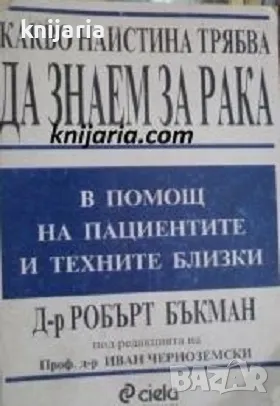 КАКВО НАИСТИНА ТРЯБВА
ДА ЗНАЕМ ЗА РАКА
knijaria.com
В ПОМОЩ
НА ПАЦИЕНТИТЕ
И ТЕХНИТЕ БЛИЗКИ
Д-р РОБЪРТ БЪКМАН
под редакцията на
Проф. д-р ИВАН ЧЕРНОЗЕМСКИ
ciela
bazar